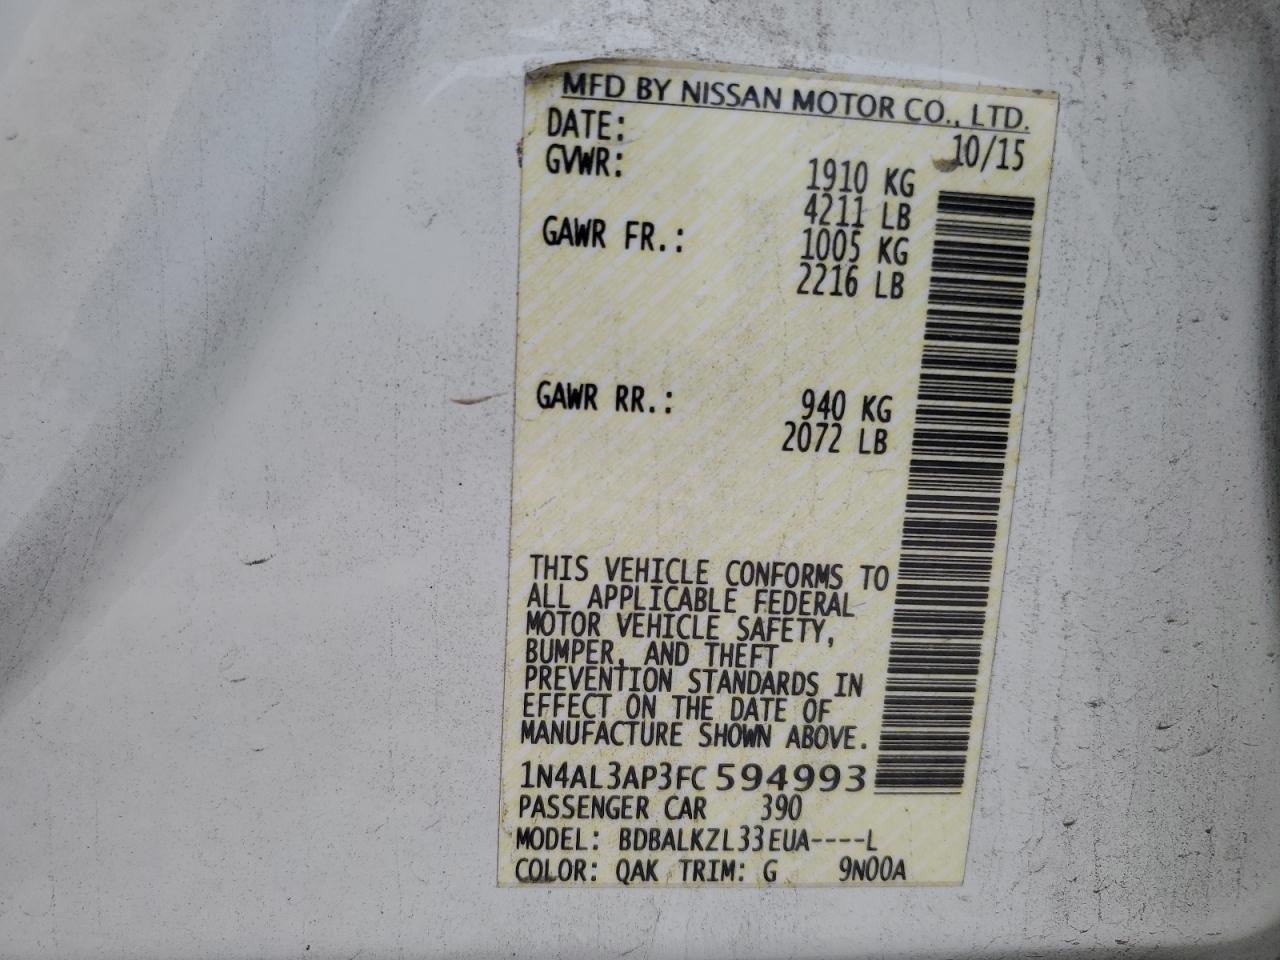 MFD BY NISSAN MOTOR CO., LTD.
DATE: 10/15
GVWR: 1910 KG
4211 LB
GAWR FR.: 1005 KG
2216 LB
GAWR RR.: 940 KG
2072 LB
THIS VEHICLE CONFORMS TO
ALL APPLICABLE FEDERAL
MOTOR VEHICLE SAFETY,
BUMPER, AND THEFT
PREVENTION STANDARDS IN
EFFECT ON THE DATE OF
MANUFACTURE SHOWN ABOVE.
1N4AL3AP3FC594993
PASSENGER CAR 390
MODEL: BDBALKZL33EUA----L
COLOR: QAK TRIM: G 9N00A